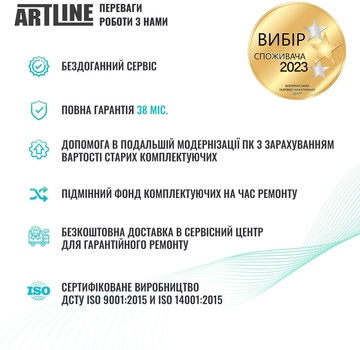 ARTLINE
ПЕРЕВАГИ
РОБОТИ З НАМИ
ВИБІР
СПОЖИВАЧА
2023
БЕЗДОГАННИЙ СЕРВІС
ПОВНА ГАРАНТІЯ 38 МІС.
ДОПОМОГА В ПОДАЛЬШІЙ МОДЕРНІЗАЦІЇ ПК З ЗАРАХУВАННЯМ
ВАРТОСТІ СТАРИХ КОМПЛЕКТУЮЧИХ
ПІДМІННИЙ ФОНД КОМПЛЕКТУЮЧИХ НА ЧАС РЕМОНТУ
БЕЗКОШТОВНА ДОСТАВКА В СЕРВІСНИЙ ЦЕНТР
ДЛЯ ГАРАНТІЙНОГО РЕМОНТУ
ISO
СЕРТИФІКОВАНЕ ВИРОБНИЦТВО
ДСТУ ISO 9001:2015 И ISO 14001:2015